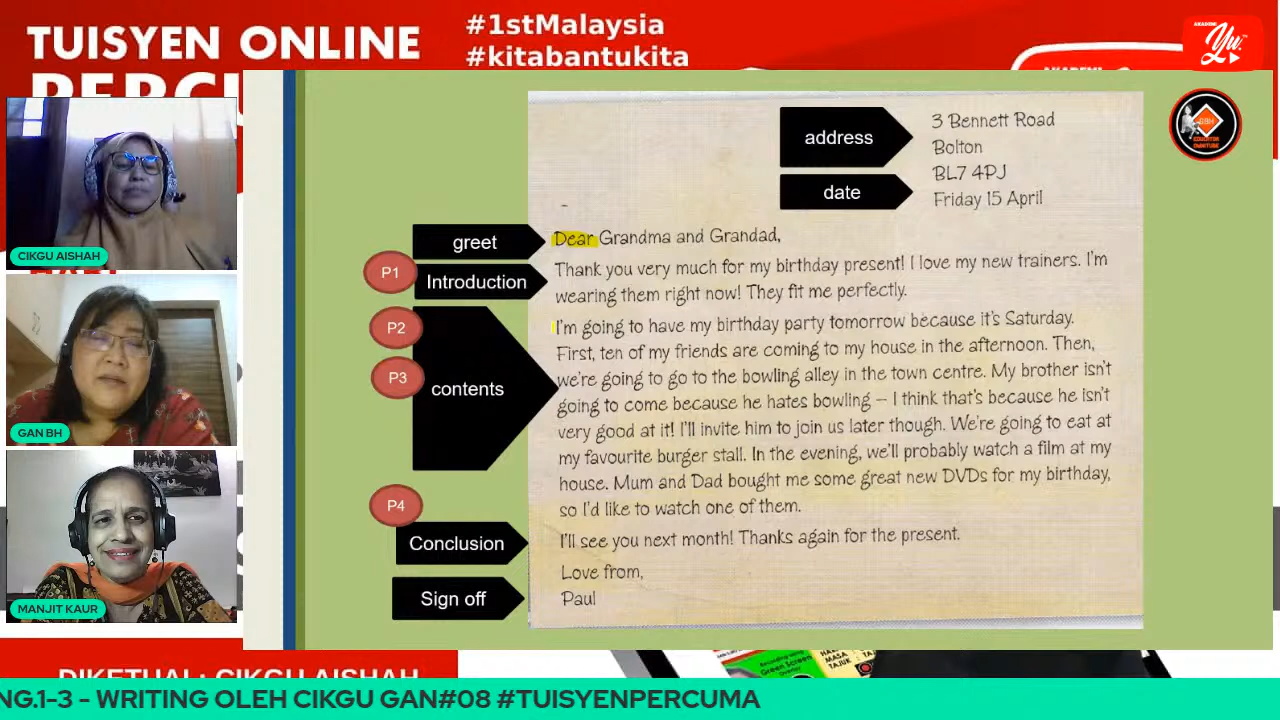 TUISYEN ONLINE
#1stMalaysia
#kitabantukita
CIKGU AISHAH
GAN BH
MANJIT KAUR
address
3 Bennett Road
Bolton
BL7 4PJ
date
Friday 15 April
greet
Dear Grandma and Grandad,
P1
Introduction
Thank you very much for my birthday present! I love my new trainers. I'm
wearing them right now! They fit me perfectly.
P2
P3
contents
I'm going to have my birthday party tomorrow because it's Saturday.
First, ten of my friends are coming to my house in the afternoon. Then,
we're going to go to the bowling alley in the town centre. My brother isn't
going to come because he hates bowling – I think that's because he isn't
very good at it! I'll invite him to join us later though. We're going to eat at
my favourite burger stall. In the evening, we'll probably watch a film at my
house. Mum and Dad bought me some great new DVDs for my birthday,
so I'd like to watch one of them.
P4
Conclusion
I'll see you next month! Thanks again for the present.
Love from,
Sign off
Paul
DIKETUAI : CIKGU AISHAH
NG.1-3 - WRITING OLEH CIKGU GAN#08 #TUISYENPERCUMA